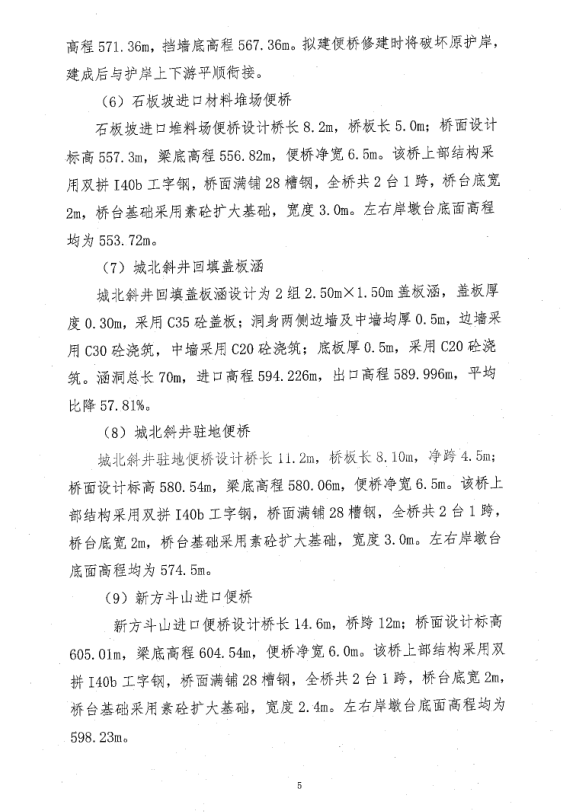 高程 571.36m，挡墙底高程 567.36m。拟建便桥修建时将破坏原护岸，
建成后与护岸上下游平顺衔接。
（6）石板坡进口材料堆场便桥
石板坡进口堆料场便桥设计桥长 8.2m，桥板长 5.0m；桥面设计
标高 557.3m，梁底高程 556.82m，便桥净宽 6.5m。该桥上部结构采
用双拼 I40b 工字钢，桥面满铺 28 槽钢，全桥共 2 台 1 跨，桥台底宽
2m，桥台基础采用素砼扩大基础，宽度 3.0m。左右岸墩台底面高程
均为 553.72m。
（7）城北斜井回填盖板涵
城北斜井回填盖板涵设计为 2 组 2.50m×1.50m 盖板涵，盖板厚
度 0.30m，采用 C35 砼盖板；洞身两侧边墙及中墙均厚 0.5m，边墙采
用 C30 砼浇筑，中墙采用 C20 砼浇筑；底板厚 0.5m，采用 C20 砼浇
筑。涵洞总长 70m，进口高程 594.226m，出口高程 589.996m，平均
比降 57.81%。
（8）城北斜井驻地便桥
城北斜井驻地便桥设计桥长 11.2m，桥板长 8.10m，净跨 4.5m；
桥面设计标高 580.54m，梁底高程 580.06m，便桥净宽 6.5m。该桥上
部结构采用双拼 I40b 工字钢，桥面满铺 28 槽钢，全桥共 2 台 1 跨，
桥台底宽 2m，桥台基础采用素砼扩大基础，宽度 3.0m。左右岸墩台
底面高程均为 574.5m。
（9）新方斗山进口便桥
新方斗山进口便桥设计桥长 14.6m，桥跨 12m；桥面设计标高
605.01m，梁底高程 604.54m，便桥净宽 6.0m。该桥上部结构采用双
拼 I40b 工字钢，桥面满铺 28 槽钢，全桥共 2 台 1 跨，桥台底宽 2m，
桥台基础采用素砼扩大基础，宽度 2.4m。左右岸墩台底面高程均为
598.23m。
5